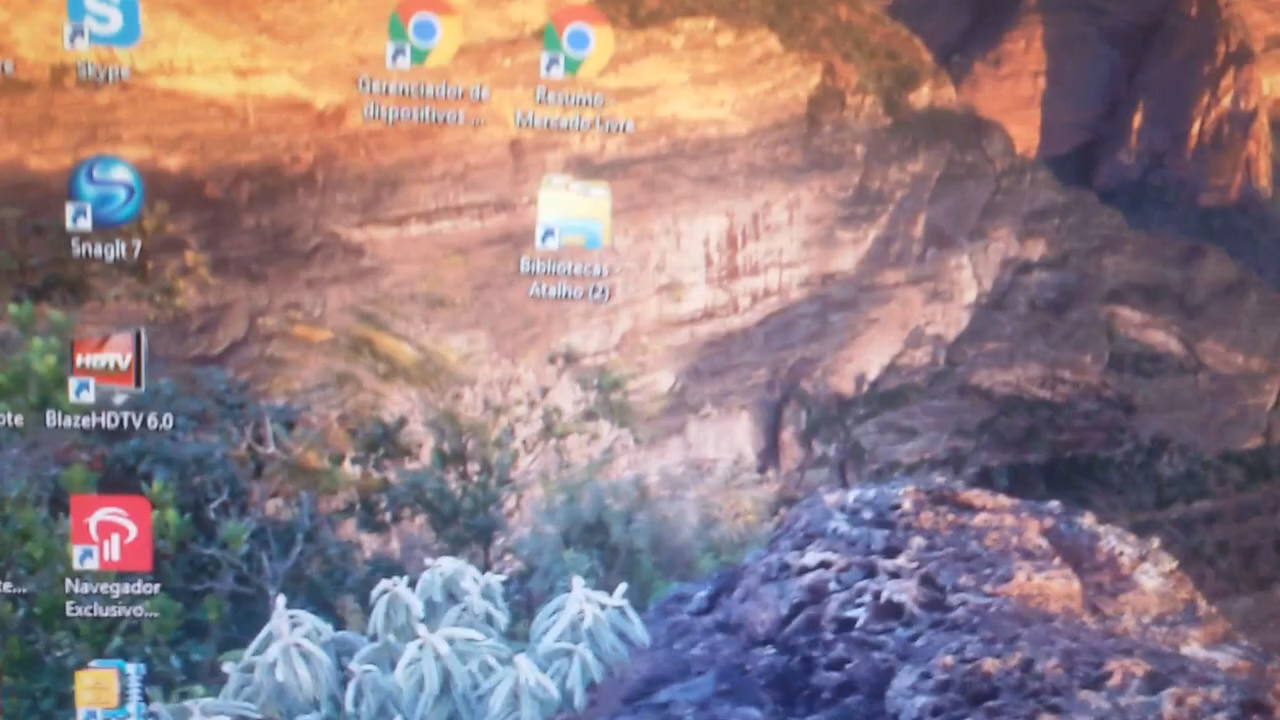 Skype
Gerenciador de
dispositivos ...
Resumo
Mercado Livre
SnagIt 7
Bibliotecas -
Atalho (2)
HDTV
BlazeHDTV 6.0
Navegador
Exclusivo...